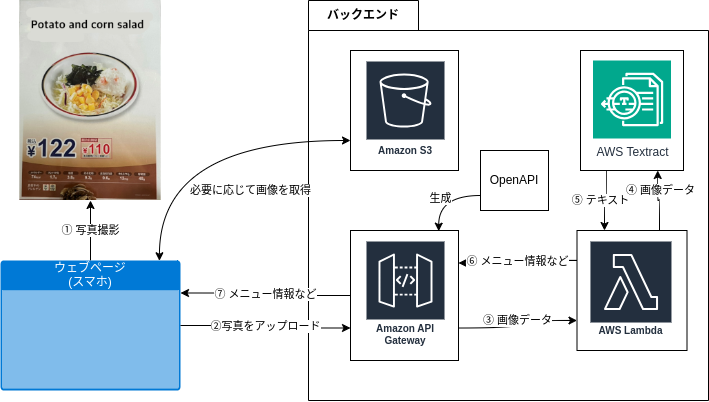 Potato and corn salad
税込
¥122
¥110
① 写真撮影
ウェブページ
(スマホ)
バックエンド
Amazon S3
AWS Textract
必要に応じて画像を取得
OpenAPI
生成
⑤ テキスト
④ 画像データ
⑥ メニュー情報など
⑦ メニュー情報など
②写真をアップロード
③ 画像データ
Amazon API
Gateway
AWS Lambda